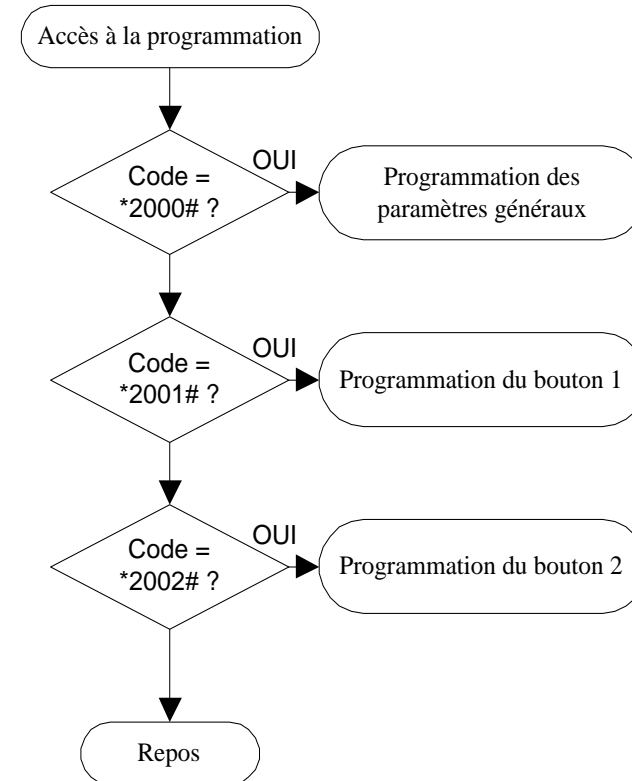 Accès à la programmation
Code =
*2000# ?
OUI
Programmation des
paramètres généraux
Code =
*2001# ?
OUI
Programmation du bouton 1
Code =
*2002# ?
OUI
Programmation du bouton 2
Repos